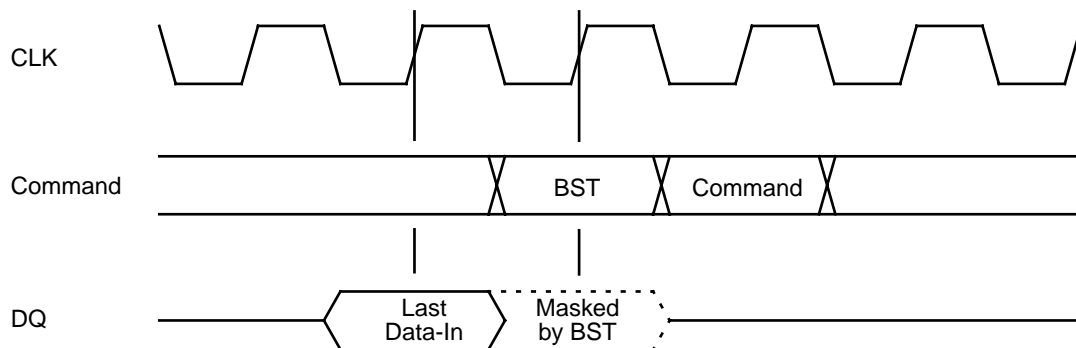 CLK
Command
BST
Command
DQ
Last
Data-In
Masked
by BST